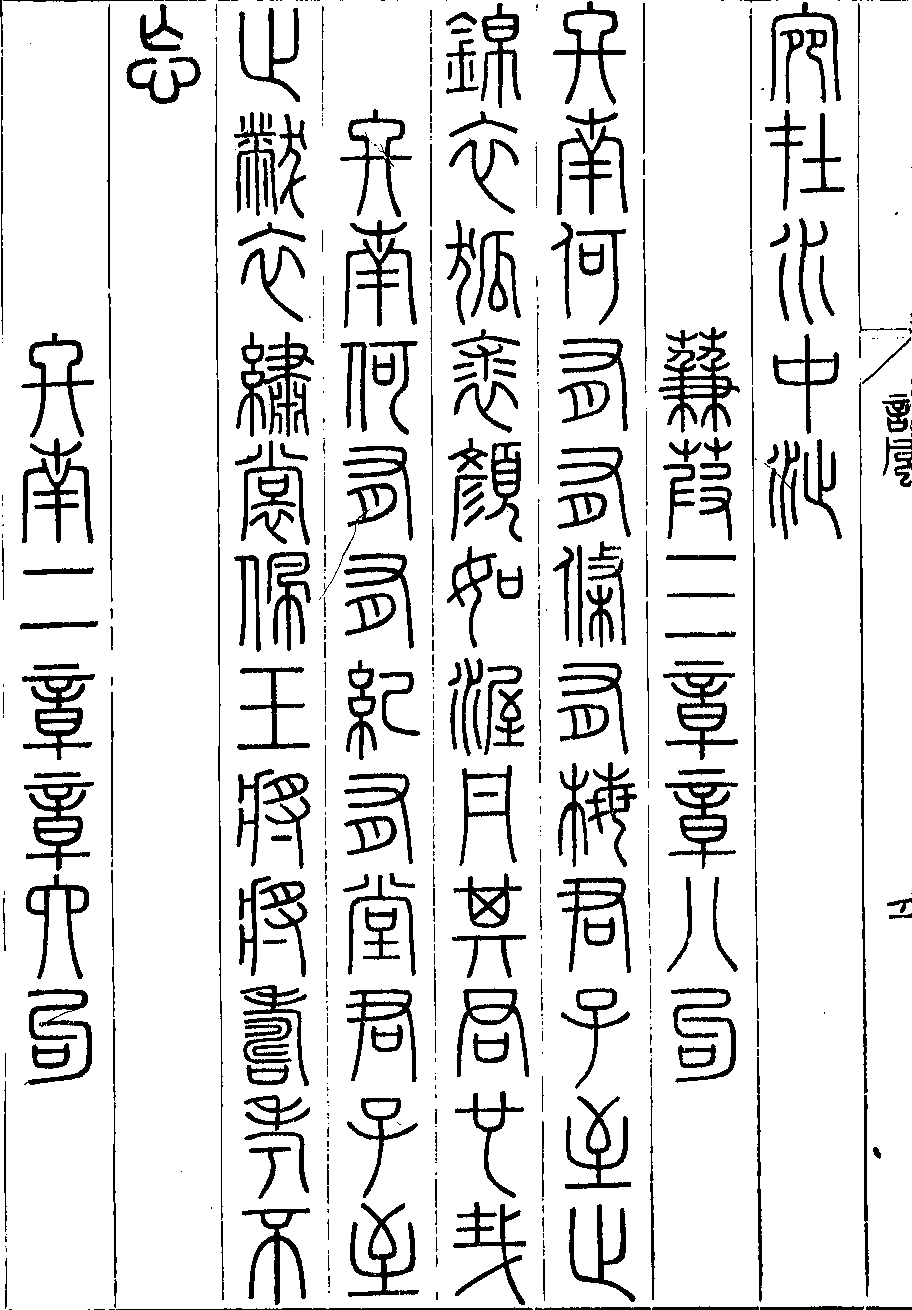 宛在水中沚
蒹葭三章章八句
終南何有有條有梅君子至止
錦衣狐裘顏如渥丹其君也哉
終南何有有紀有堂君子至
止黻衣繡裳佩玉將將壽考不
忘
終南二章章六句